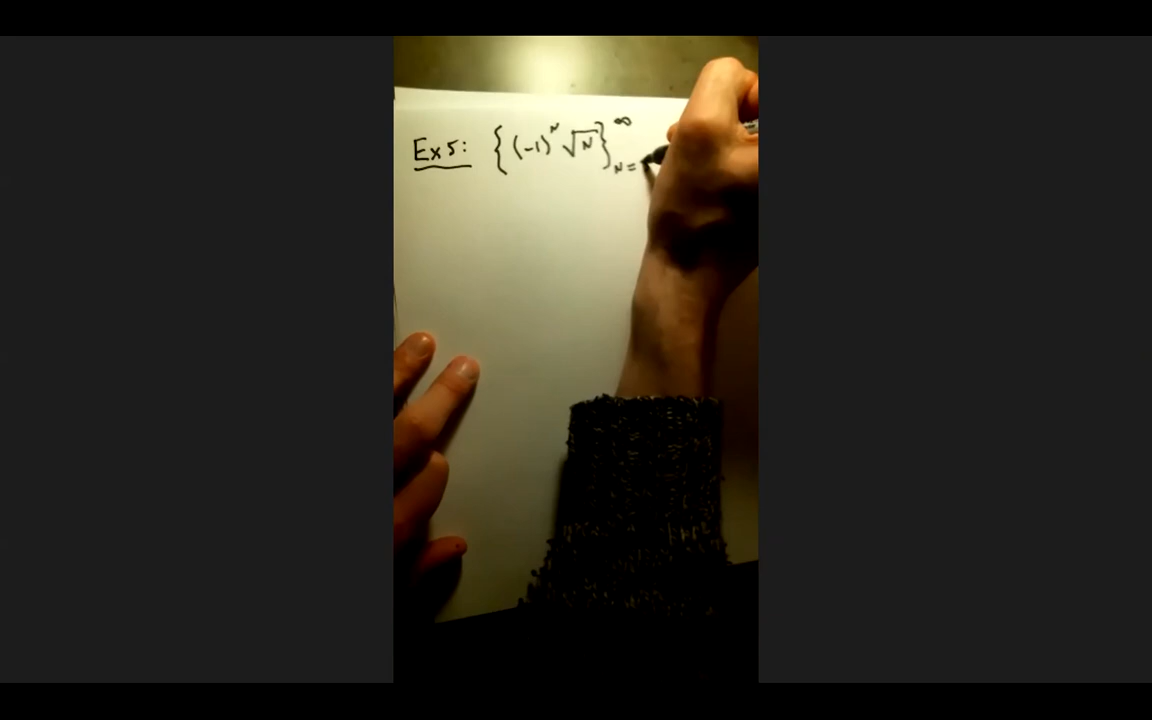 Ex 5: {(-1)^N √N}_{N=}^∞